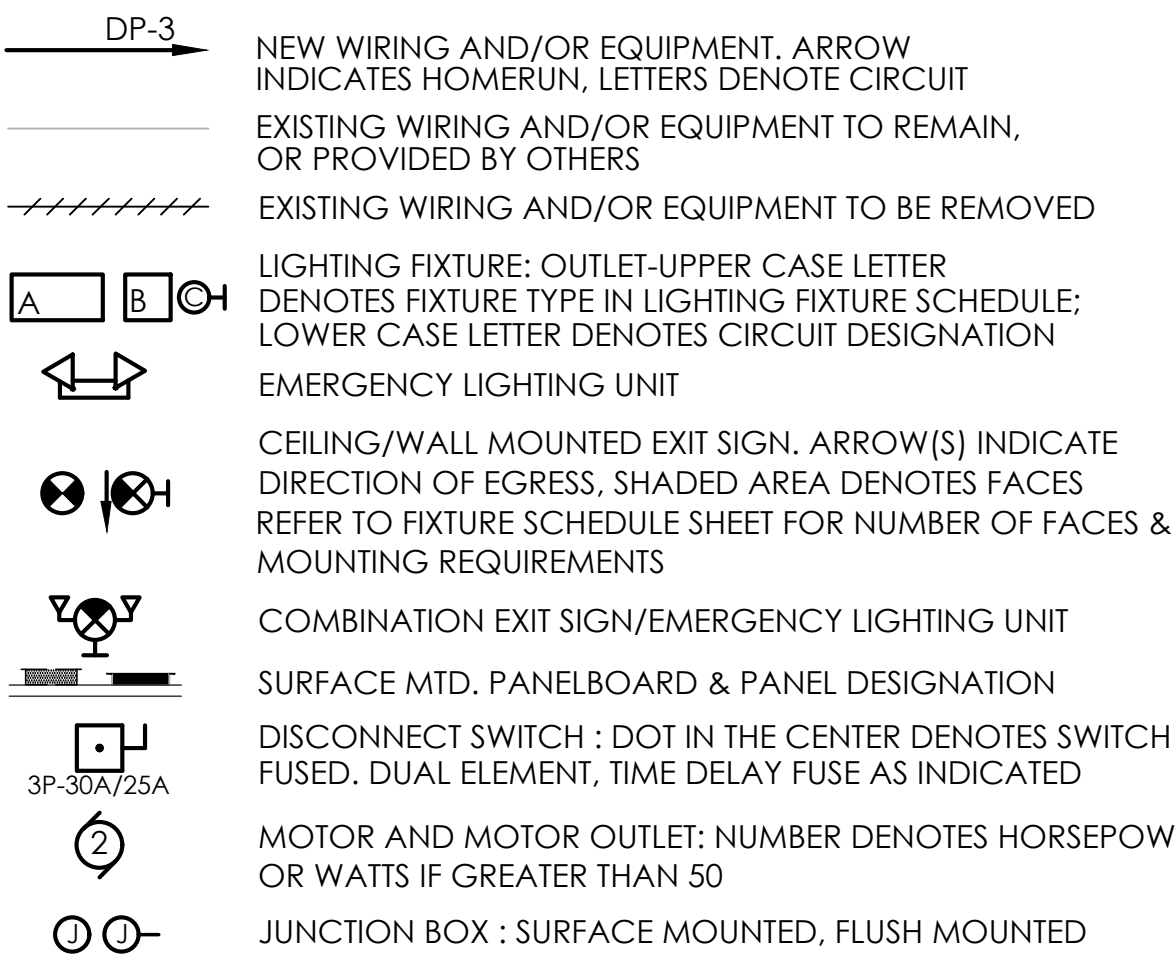 DP-3
NEW WIRING AND/OR EQUIPMENT. ARROW
INDICATES HOMERUN, LETTERS DENOTE CIRCUIT
EXISTING WIRING AND/OR EQUIPMENT TO REMAIN,
OR PROVIDED BY OTHERS
EXISTING WIRING AND/OR EQUIPMENT TO BE REMOVED
LIGHTING FIXTURE: OUTLET-UPPER CASE LETTER
A B C DENOTES FIXTURE TYPE IN LIGHTING FIXTURE SCHEDULE;
LOWER CASE LETTER DENOTES CIRCUIT DESIGNATION
EMERGENCY LIGHTING UNIT
CEILING/WALL MOUNTED EXIT SIGN. ARROW(S) INDICATE
DIRECTION OF EGRESS, SHADED AREA DENOTES FACES
REFER TO FIXTURE SCHEDULE SHEET FOR NUMBER OF FACES &
MOUNTING REQUIREMENTS
COMBINATION EXIT SIGN/EMERGENCY LIGHTING UNIT
SURFACE MTD. PANELBOARD & PANEL DESIGNATION
DISCONNECT SWITCH : DOT IN THE CENTER DENOTES SWITCH
3P-30A/25A FUSED. DUAL ELEMENT, TIME DELAY FUSE AS INDICATED
2 MOTOR AND MOTOR OUTLET: NUMBER DENOTES HORSEPOW
OR WATTS IF GREATER THAN 50
J J JUNCTION BOX : SURFACE MOUNTED, FLUSH MOUNTED